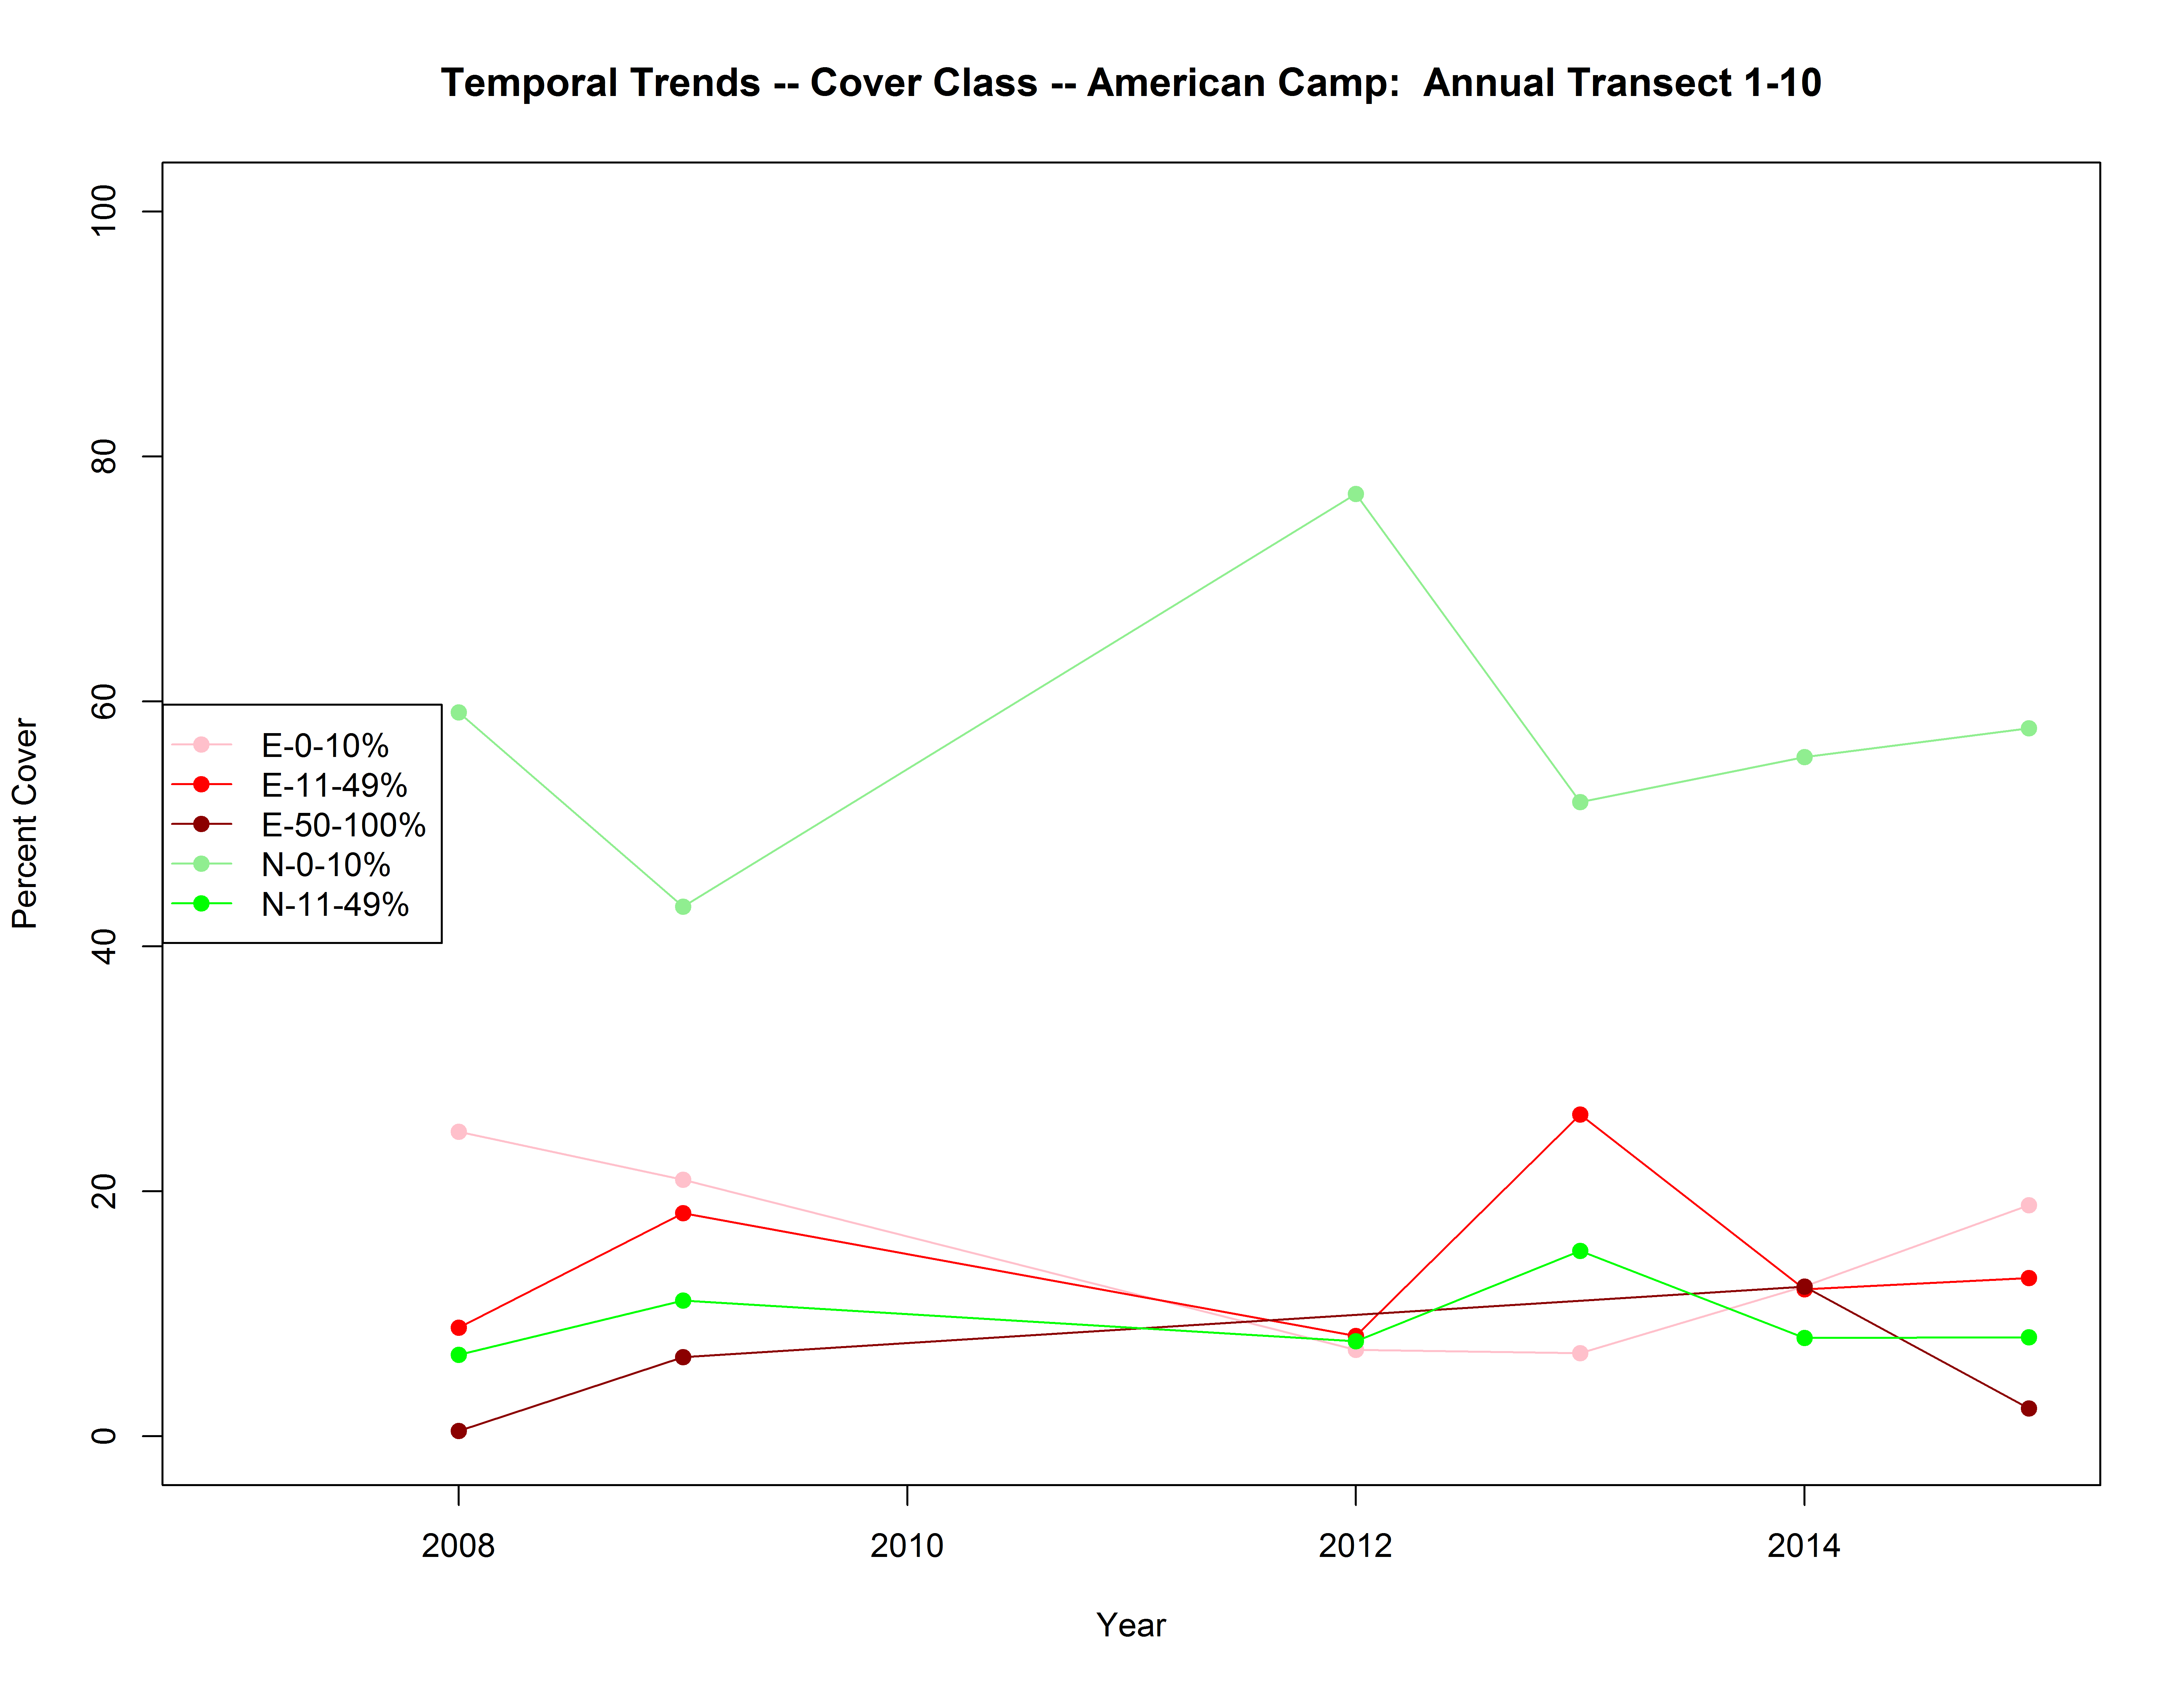 Temporal Trends -- Cover Class -- American Camp:  Annual Transect 1-10
Percent Cover
100
80
60
40
20
0
E-0-10%
E-11-49%
E-50-100%
N-0-10%
N-11-49%
2008 2010 2012 2014
Year